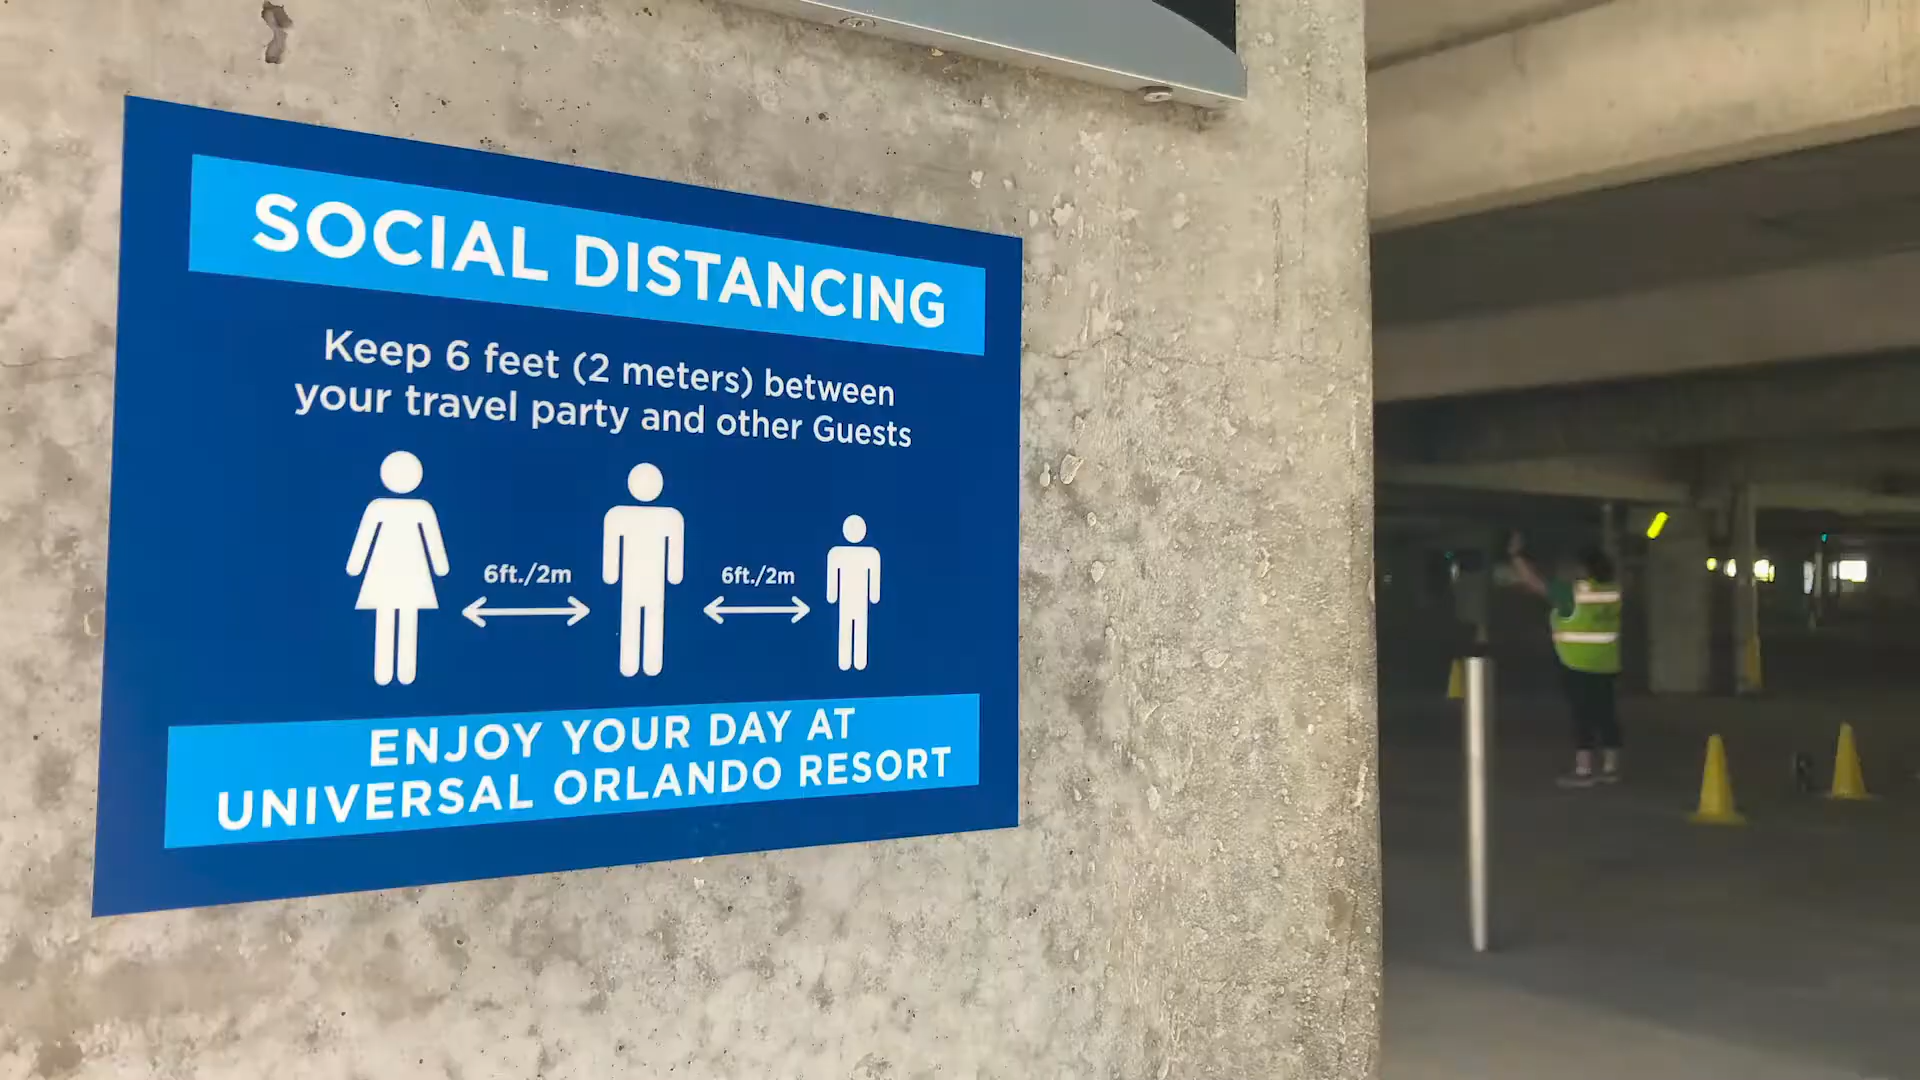 SOCIAL DISTANCING
Keep 6 feet (2 meters) between
your travel party and other Guests
6ft./2m
6ft./2m
ENJOY YOUR DAY AT
UNIVERSAL ORLANDO RESORT